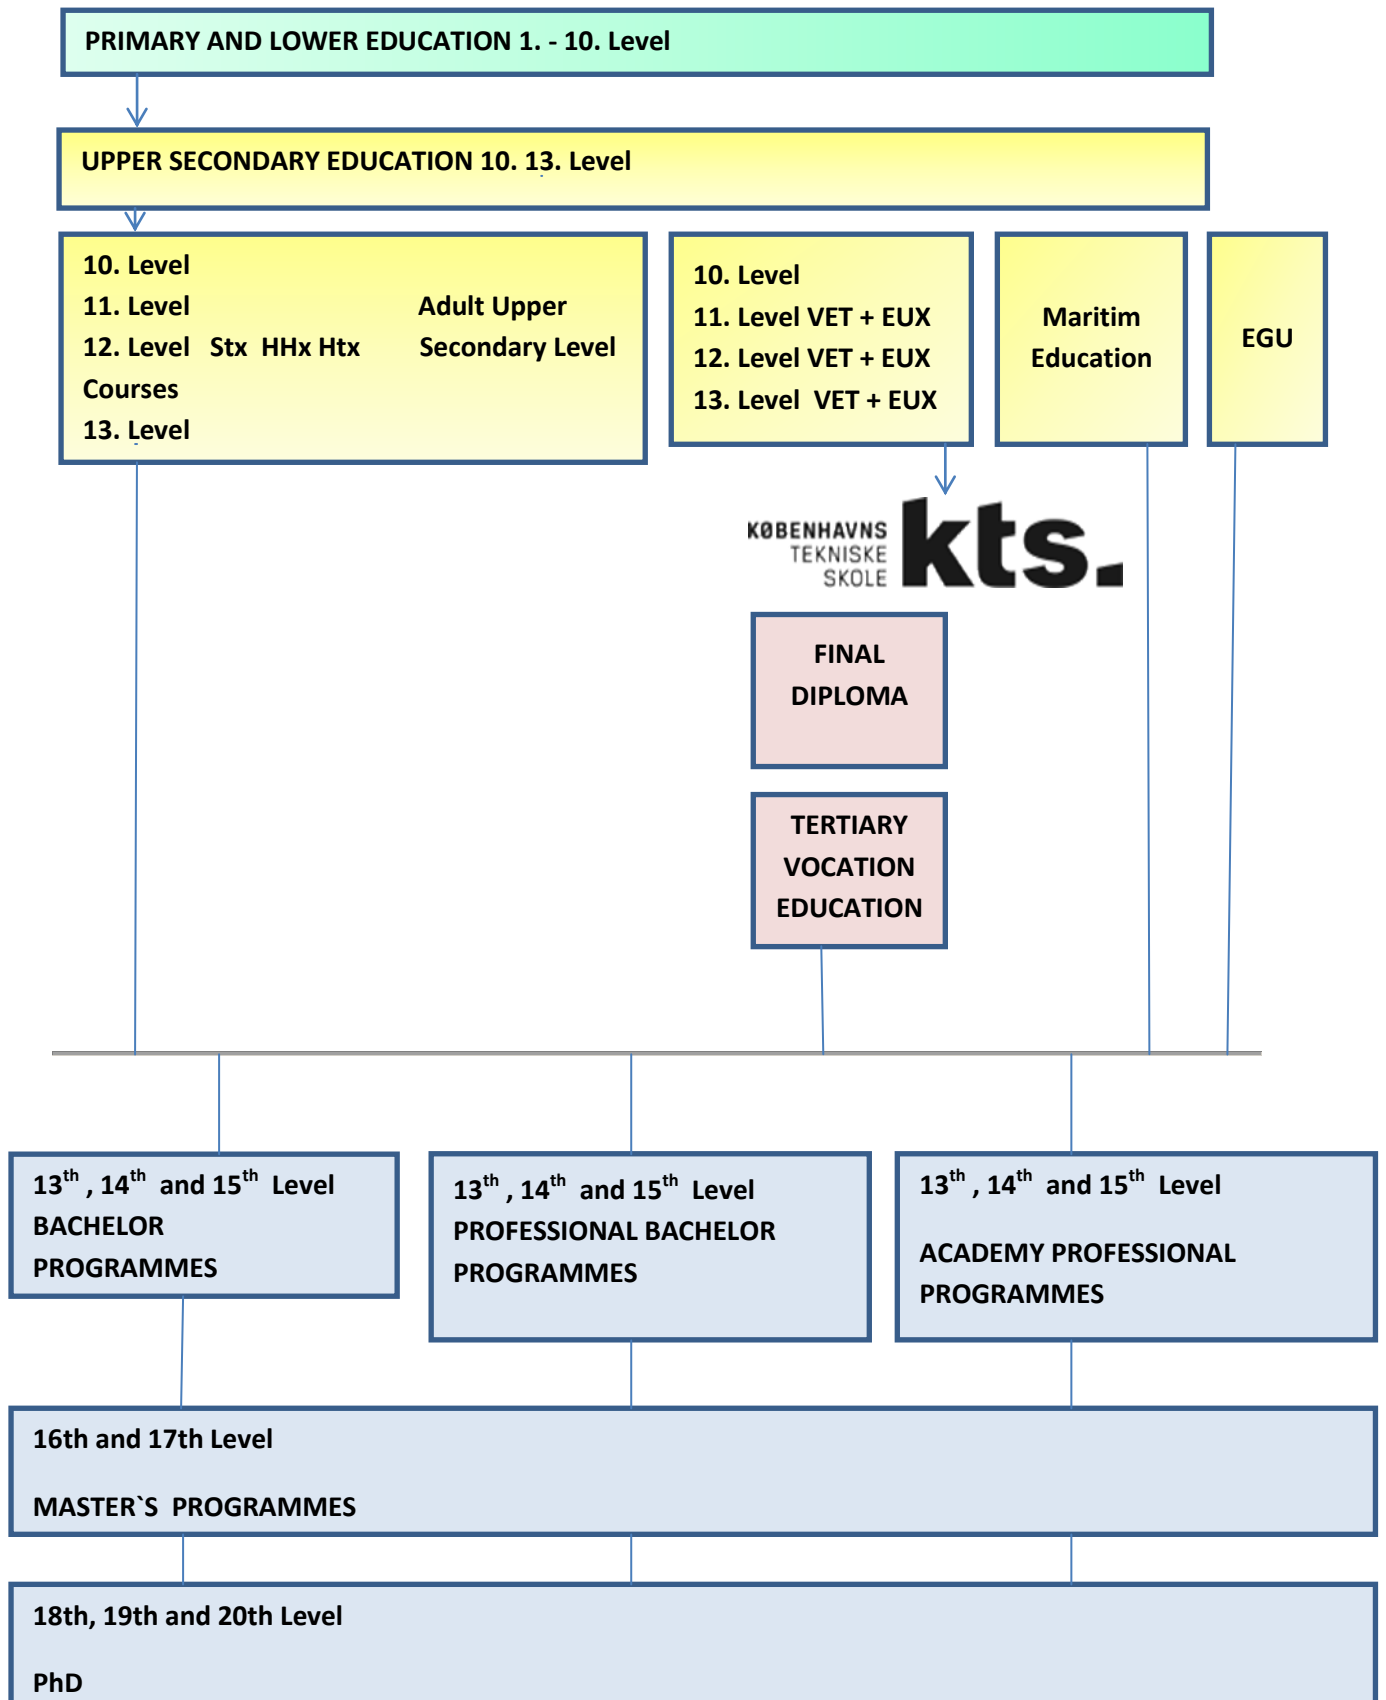 PRIMARY AND LOWER EDUCATION 1. - 10. Level
UPPER SECONDARY EDUCATION 10. 13. Level
10. Level
11. Level Adult Upper
12. Level Stx HHx Htx Secondary Level
Courses
13. Level
10. Level
11. Level VET + EUX
12. Level VET + EUX
13. Level VET + EUX
Maritim
Education
EGU
KØBENHAVNS
TEKNISKE
SKOLE
kts.
FINAL
DIPLOMA
TERTIARY
VOCATION
EDUCATION
13th , 14th and 15th Level
BACHELOR
PROGRAMMES
13th , 14th and 15th Level
PROFESSIONAL BACHELOR
PROGRAMMES
13th , 14th and 15th Level
ACADEMY PROFESSIONAL
PROGRAMMES
16th and 17th Level
MASTER`S PROGRAMMES
18th, 19th and 20th Level
PhD